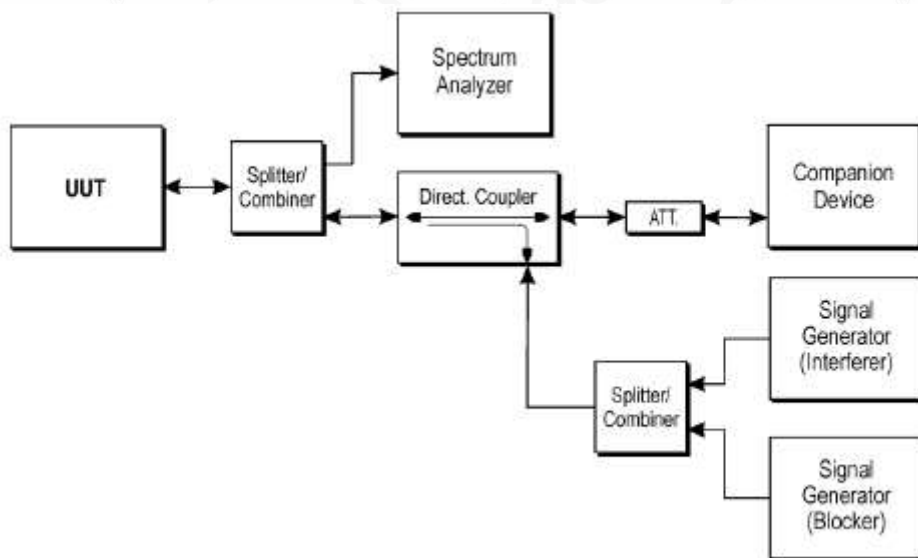 Spectrum
Analyzer
UUT
Splitter/
Combiner
Direct. Coupler
ATT.
Companion
Device
Signal
Generator
(Interferer)
Splitter/
Combiner
Signal
Generator
(Blocker)